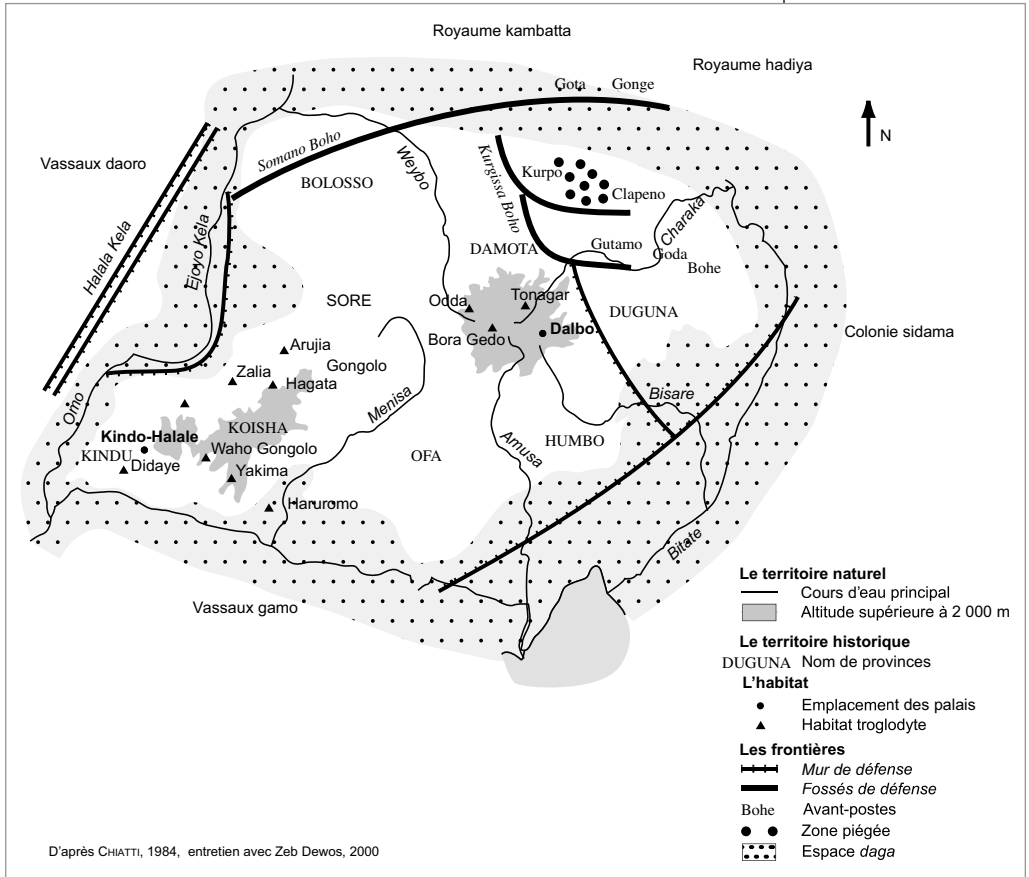 Royaume kambatta
Royaume hadiya
Gota Gonge
N
Vassaux daoro
Somano Boho
BOLOSSO
Weybo
Kurgissa Boho
Kurpo
Clapeno
Halala Kela
Ejoyo Kela
DAMOTA
Gutamo
Charaka
Goda
Bohe
SORE
Odda
Tonagar
DUGUNA
Dalbo
Bora Gedo
Colonie sidama
Arujia
Gongolo
Zalia
Hagata
Menisa
Bisare
Omo
KOISHA
Kindo-Halale
KINDU
Waho Gongolo
Didaye
Yakima
OFA
Amusa
HUMBO
Haruromo
Bitate
Vassaux gamo
Le territoire naturel
Cours d'eau principal
Altitude supérieure à 2 000 m
Le territoire historique
DUGUNA Nom de provinces
L'habitat
Emplacement des palais
Habitat troglodyte
Les frontières
Mur de défense
Fossés de défense
Bohe Avant-postes
Zone piégée
Espace daga
D'après CHIATTI, 1984, entretien avec Zeb Dewos, 2000